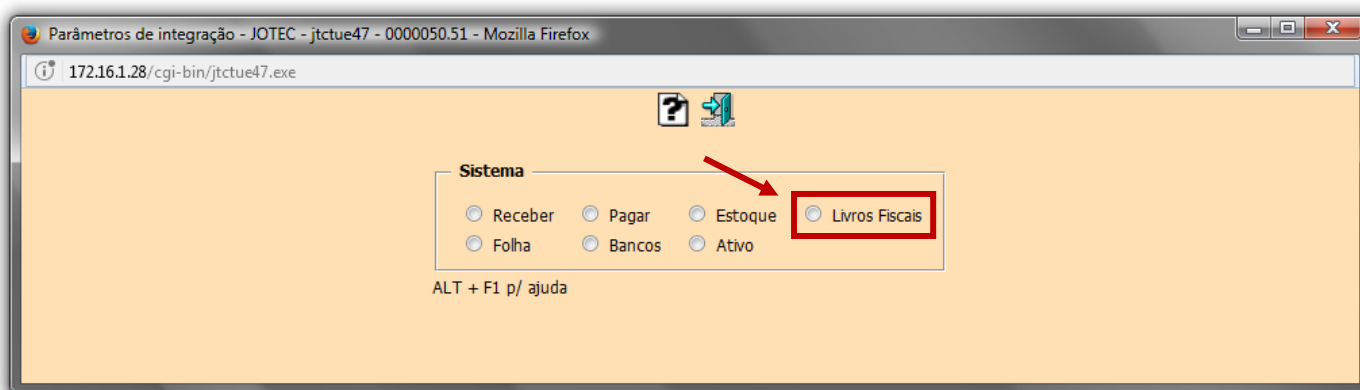 Parâmetros de integração - JOTEC - jtctue47 - 0000050.51 - Mozilla Firefox
172.16.1.28/cgi-bin/jtctue47.exe
Sistema
Receber Pagar Estoque Livros Fiscais
Folha Bancos Ativo
ALT + F1 p/ ajuda